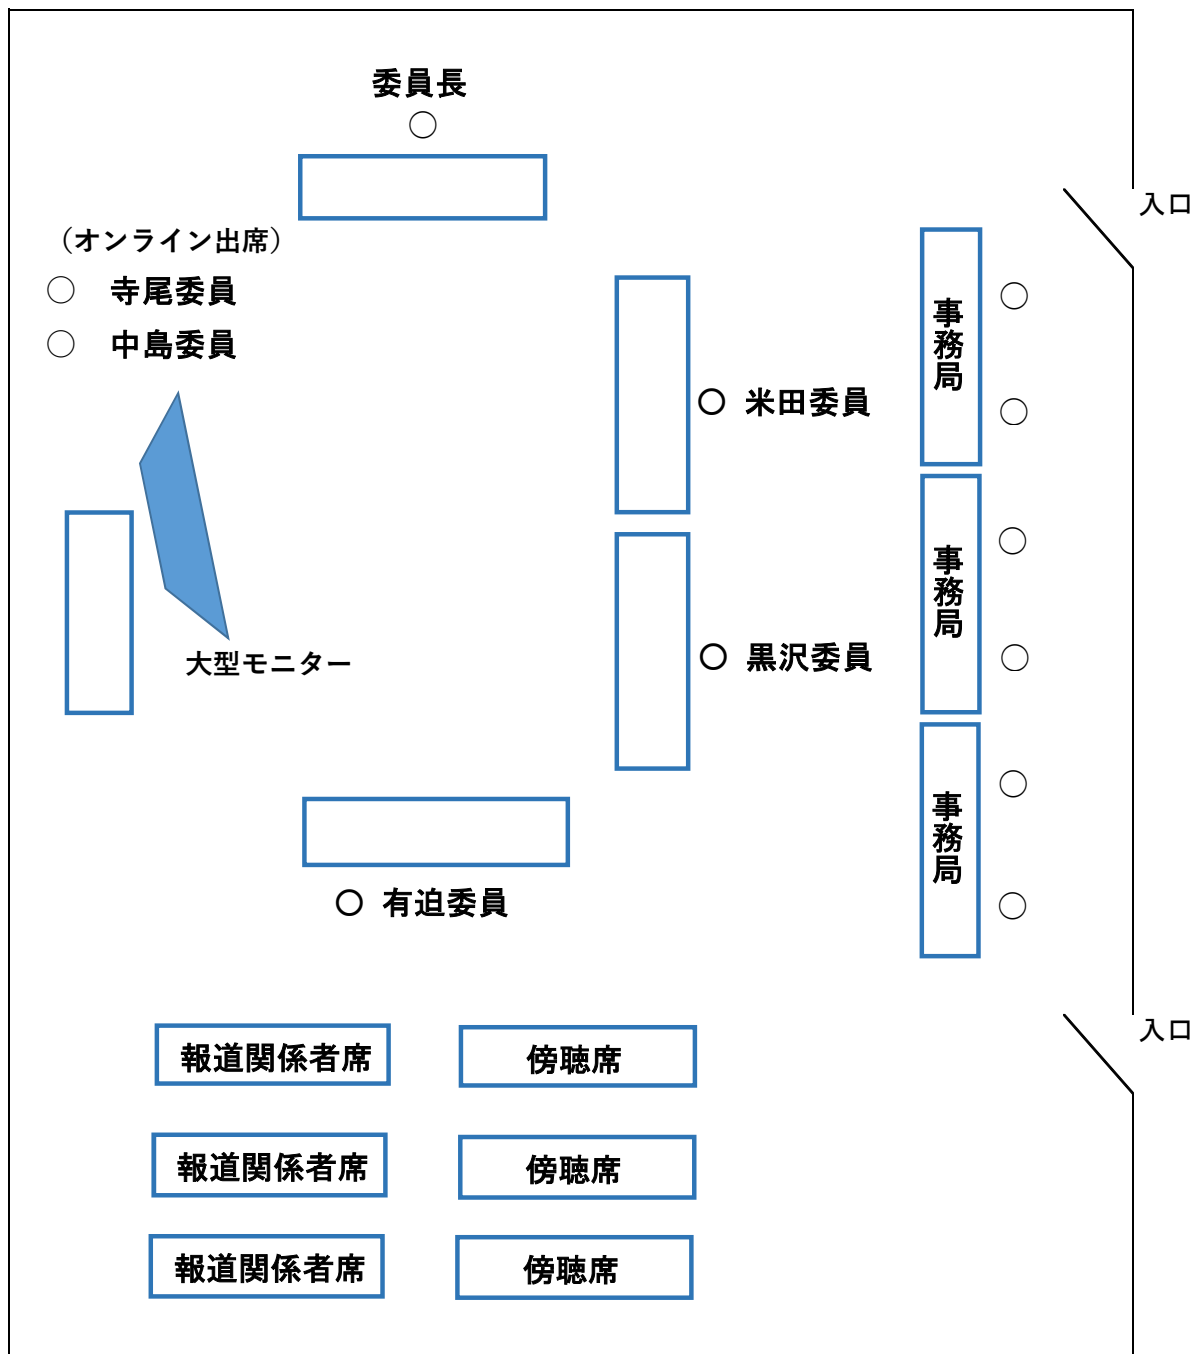 委員長
入口
（オンライン出席）
○ 寺尾委員
○ 中島委員
事務局
○ 米田委員
大型モニター
事務局
○ 黒沢委員
事務局
○ 有迫委員
入口
報道関係者席
傍聴席
報道関係者席
傍聴席
報道関係者席
傍聴席